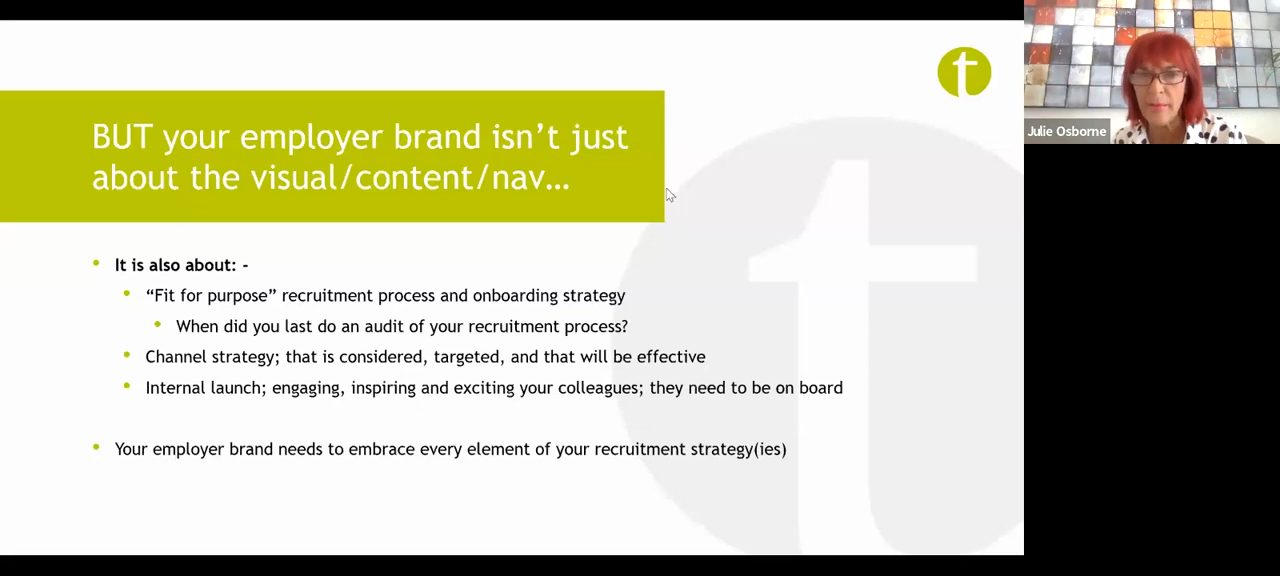 BUT your employer brand isn’t just
about the visual/content/nav…
• It is also about: -
• “Fit for purpose” recruitment process and onboarding strategy
• When did you last do an audit of your recruitment process?
• Channel strategy; that is considered, targeted, and that will be effective
• Internal launch; engaging, inspiring and exciting your colleagues; they need to be on board
• Your employer brand needs to embrace every element of your recruitment strategy(ies)
t
Julie Osborne